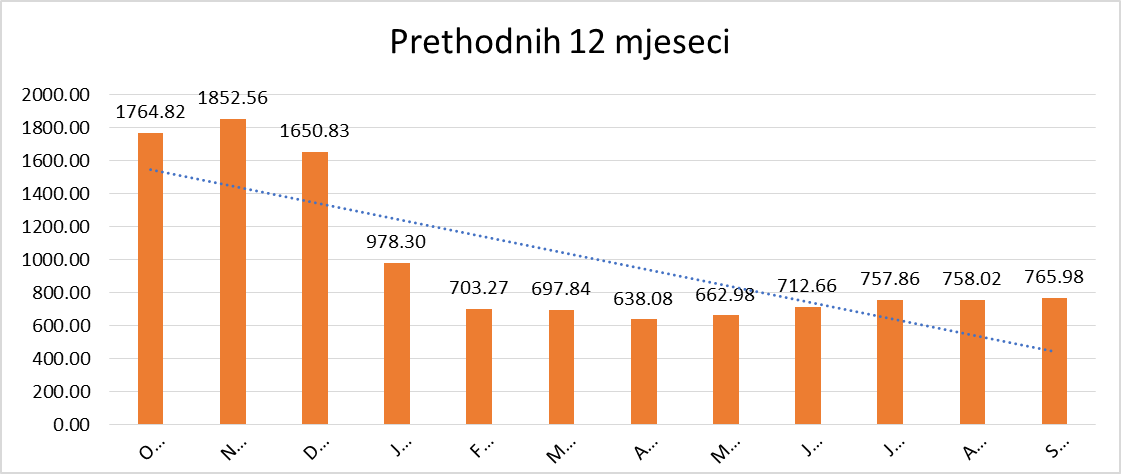 Prethodnih 12 mjeseci
2000.00
1800.00
1600.00
1400.00
1200.00
1000.00
800.00
600.00
400.00
200.00
0.00
1764.82
1852.56
1650.83
978.30
703.27
697.84
638.08
662.98
712.66
757.86
758.02
765.98
O...
N...
D...
J...
F...
M...
A...
M...
J...
J...
A...
S...